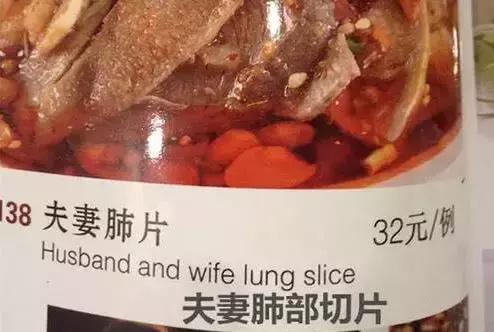 138 夫妻肺片 32元/例
Husband and wife lung slice
夫妻肺部切片